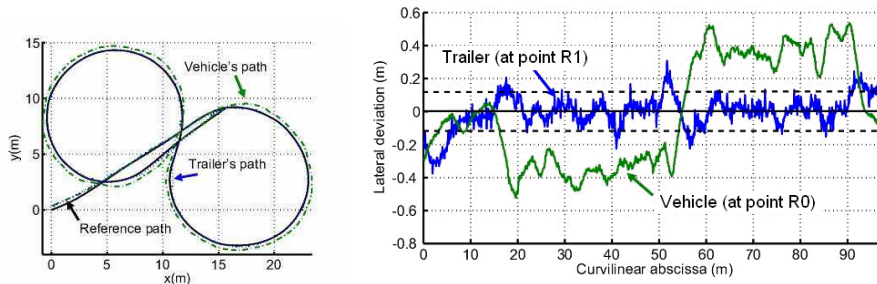 15
10
5
0
y(m)
Vehicle's path
Trailer's path
Reference path
0 5 10 15 20
x(m)
0.6
0.4
0.2
0
-0.2
-0.4
-0.6
-0.8
Lateral deviation (m)
Trailer (at point R1)
Vehicle (at point R0)
10 20 30 40 50 60 70 80 90
Curvilinear abscissa (m)